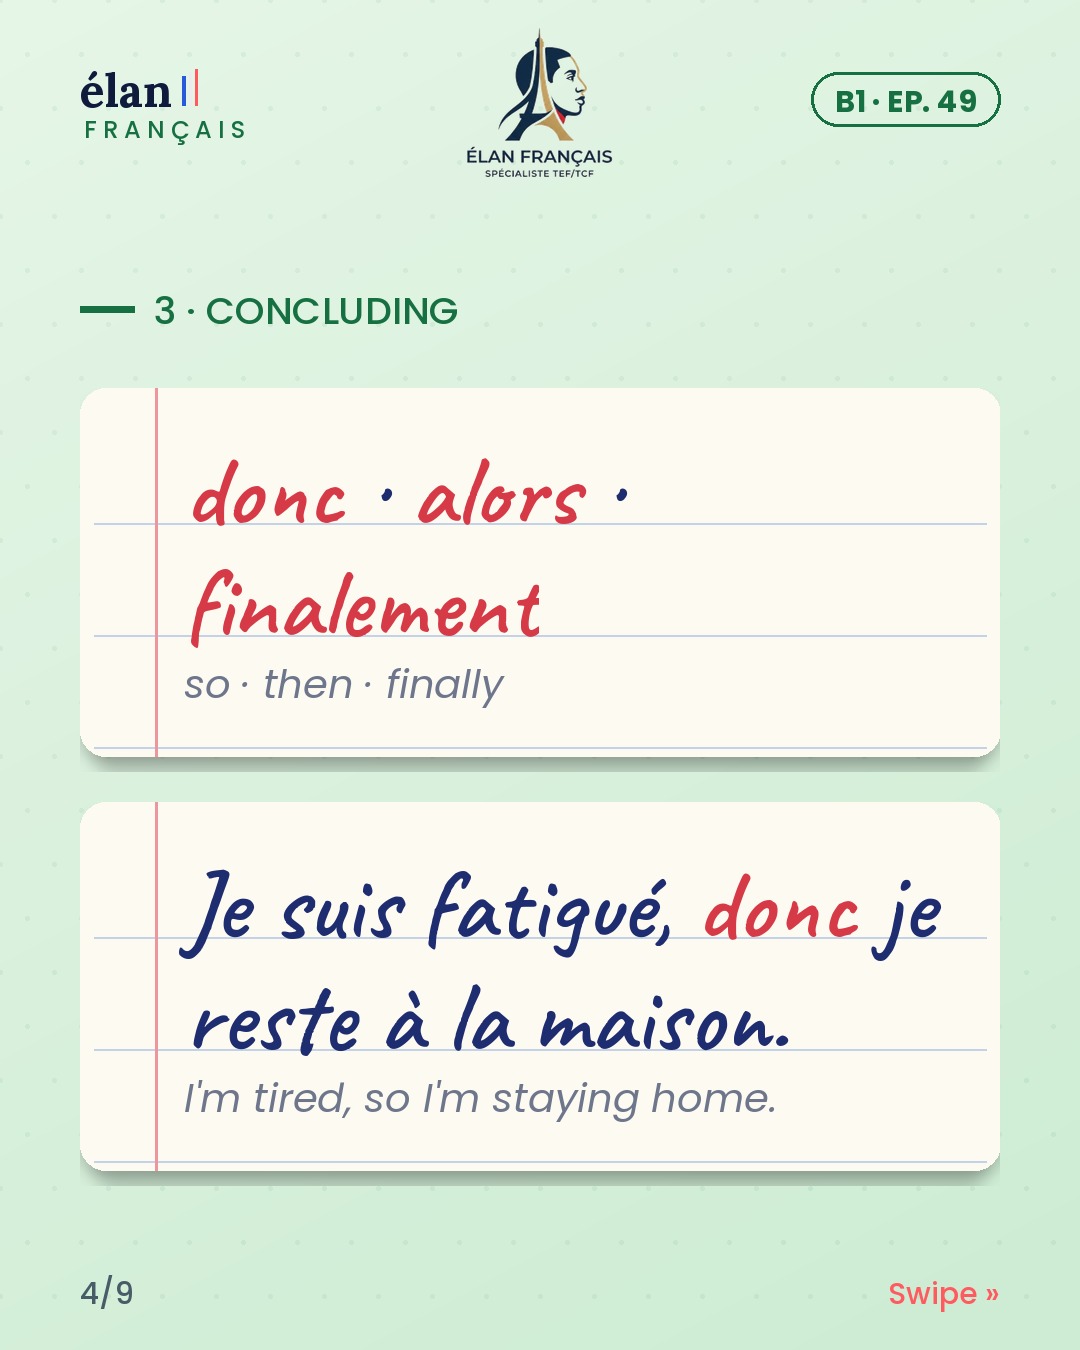 élan
FRANÇAIS
ÉLAN FRANÇAIS
SPÉCIALISTE TEF/TCF
B1 · EP. 49
3 · CONCLUDING
donc · alors ·
finalement
so · then · finally
Je suis fatigué, donc je
reste à la maison.
I'm tired, so I'm staying home.
4/9
Swipe »